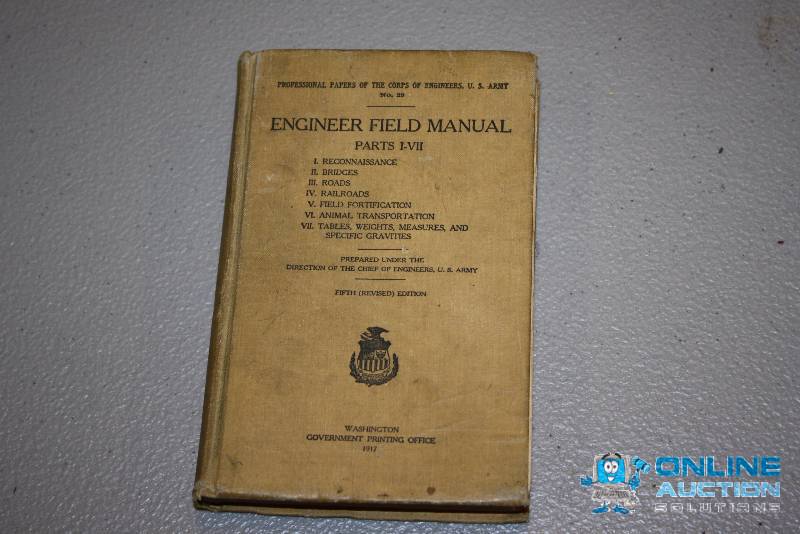 PROFESSIONAL PAPERS OF THE CORPS OF ENGINEERS, U. S. ARMY
No. 29
ENGINEER FIELD MANUAL
PARTS I-VII
I. RECONNAISSANCE
II. BRIDGES
III. ROADS
IV. RAILROADS
V. FIELD FORTIFICATION
VI. ANIMAL TRANSPORTATION
VII. TABLES, WEIGHTS, MEASURES, AND
SPECIFIC GRAVITIES
PREPARED UNDER THE
DIRECTION OF THE CHIEF OF ENGINEERS, U. S. ARMY
FIFTH (REVISED) EDITION
WASHINGTON
GOVERNMENT PRINTING OFFICE
1917
ONLINE
AUCTION
SOLUTIONS